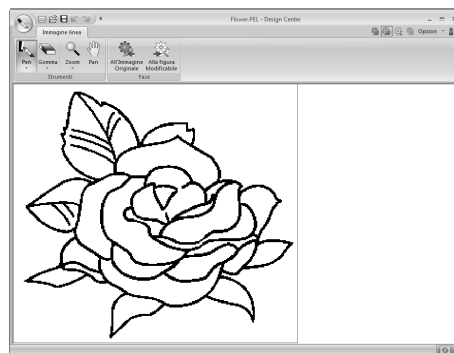 Flower.PEL - Design Center
Immagine linea
Opzion
Pen Gomma Zoom Pan
All'Immagine Originale
Alla figura Modificabile
Strumenti Fase